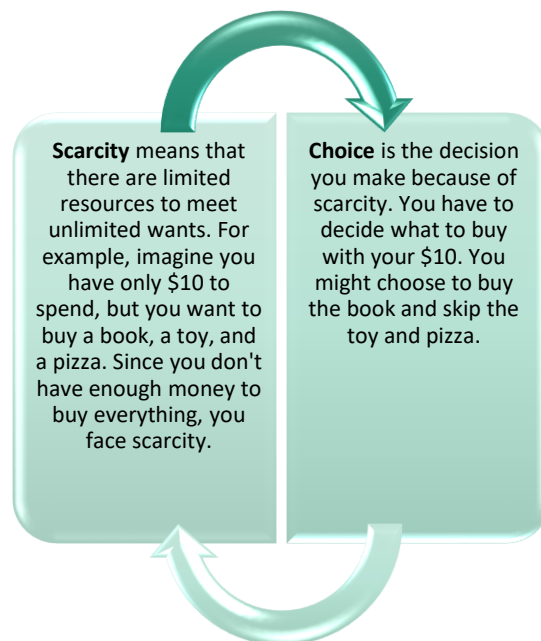 Scarcity means that
there are limited
resources to meet
unlimited wants. For
example, imagine you
have only $10 to
spend, but you want to
buy a book, a toy, and
a pizza. Since you don't
have enough money to
buy everything, you
face scarcity.
Choice is the decision
you make because of
scarcity. You have to
decide what to buy
with your $10. You
might choose to buy
the book and skip the
toy and pizza.